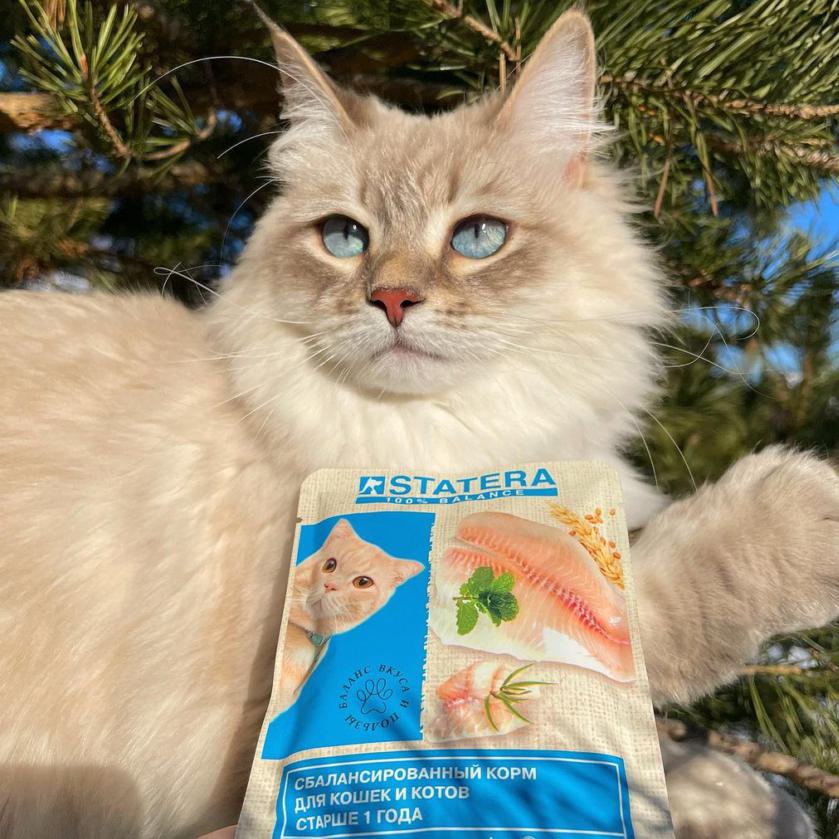 STATERA
100% BALANCE
БАЛАНС ВКУСА И ПОЛЬЗЫ
СБАЛАНСИРОВАННЫЙ КОРМ
ДЛЯ КОШЕК И КОТОВ
СТАРШЕ 1 ГОДА